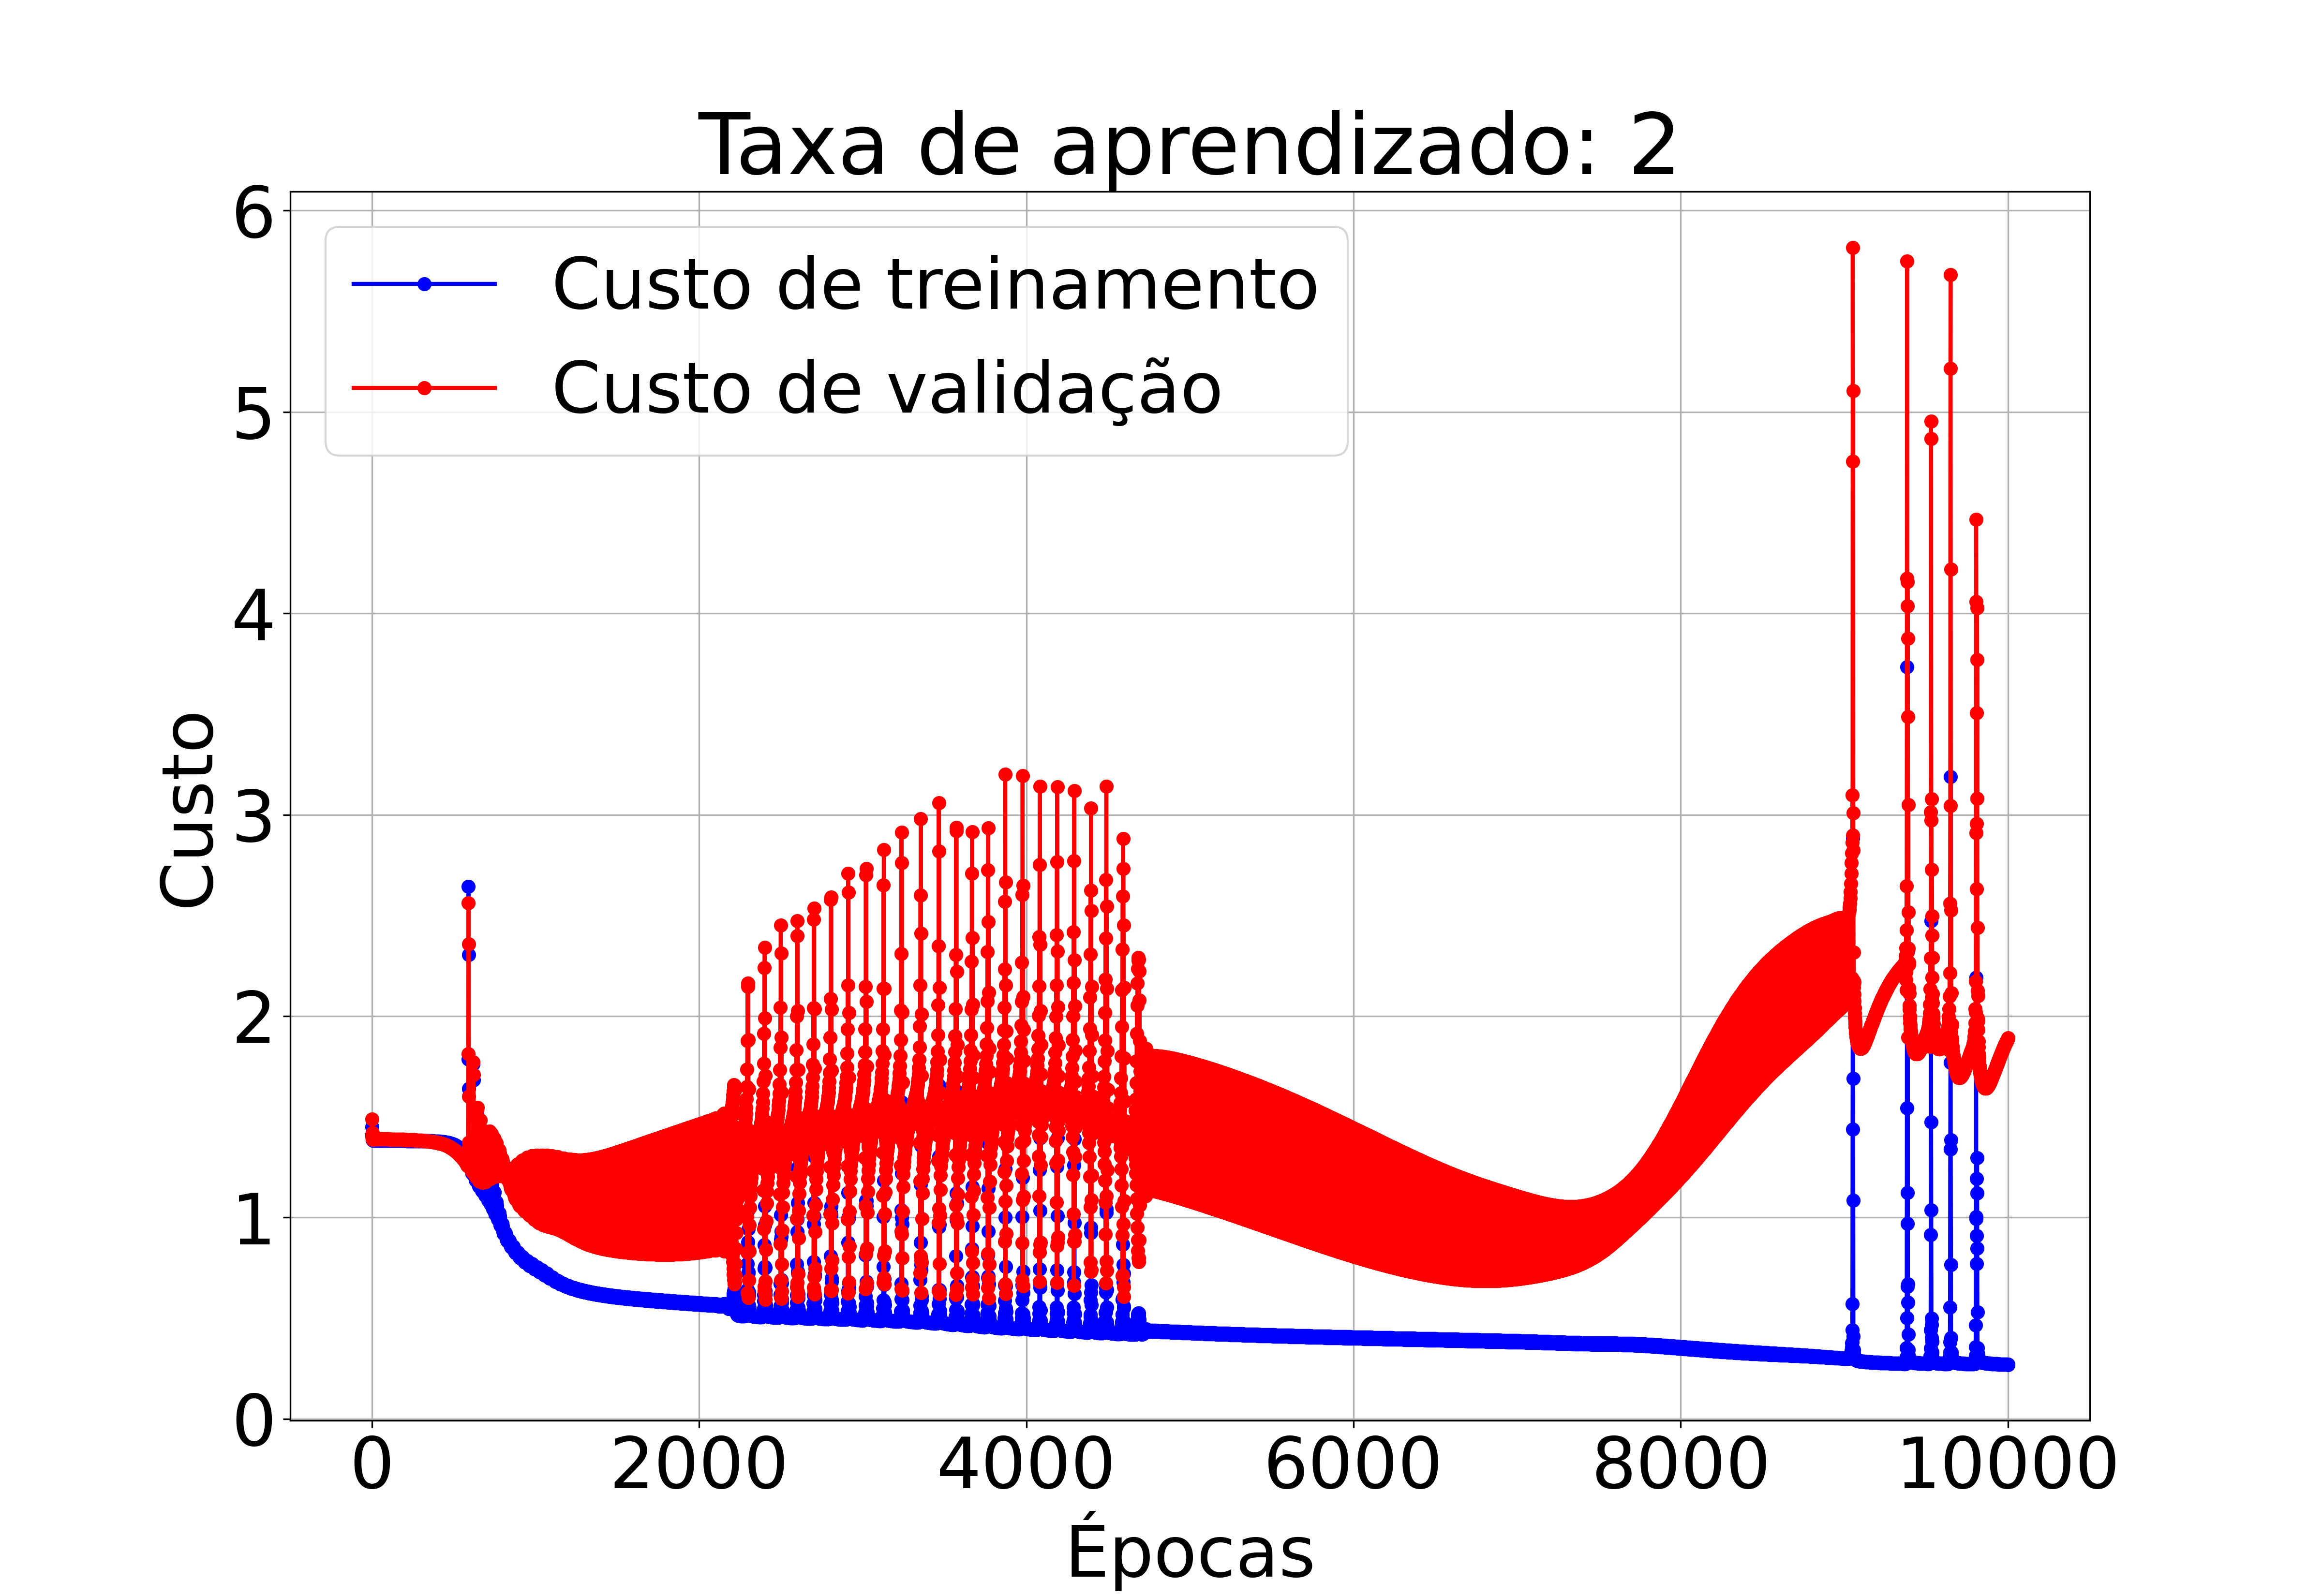 Taxa de aprendizado: 2
6
5
4
3
2
1
0
Custo de treinamento
Custo de validação
Custo
0 2000 4000 6000 8000 10000
Épocas